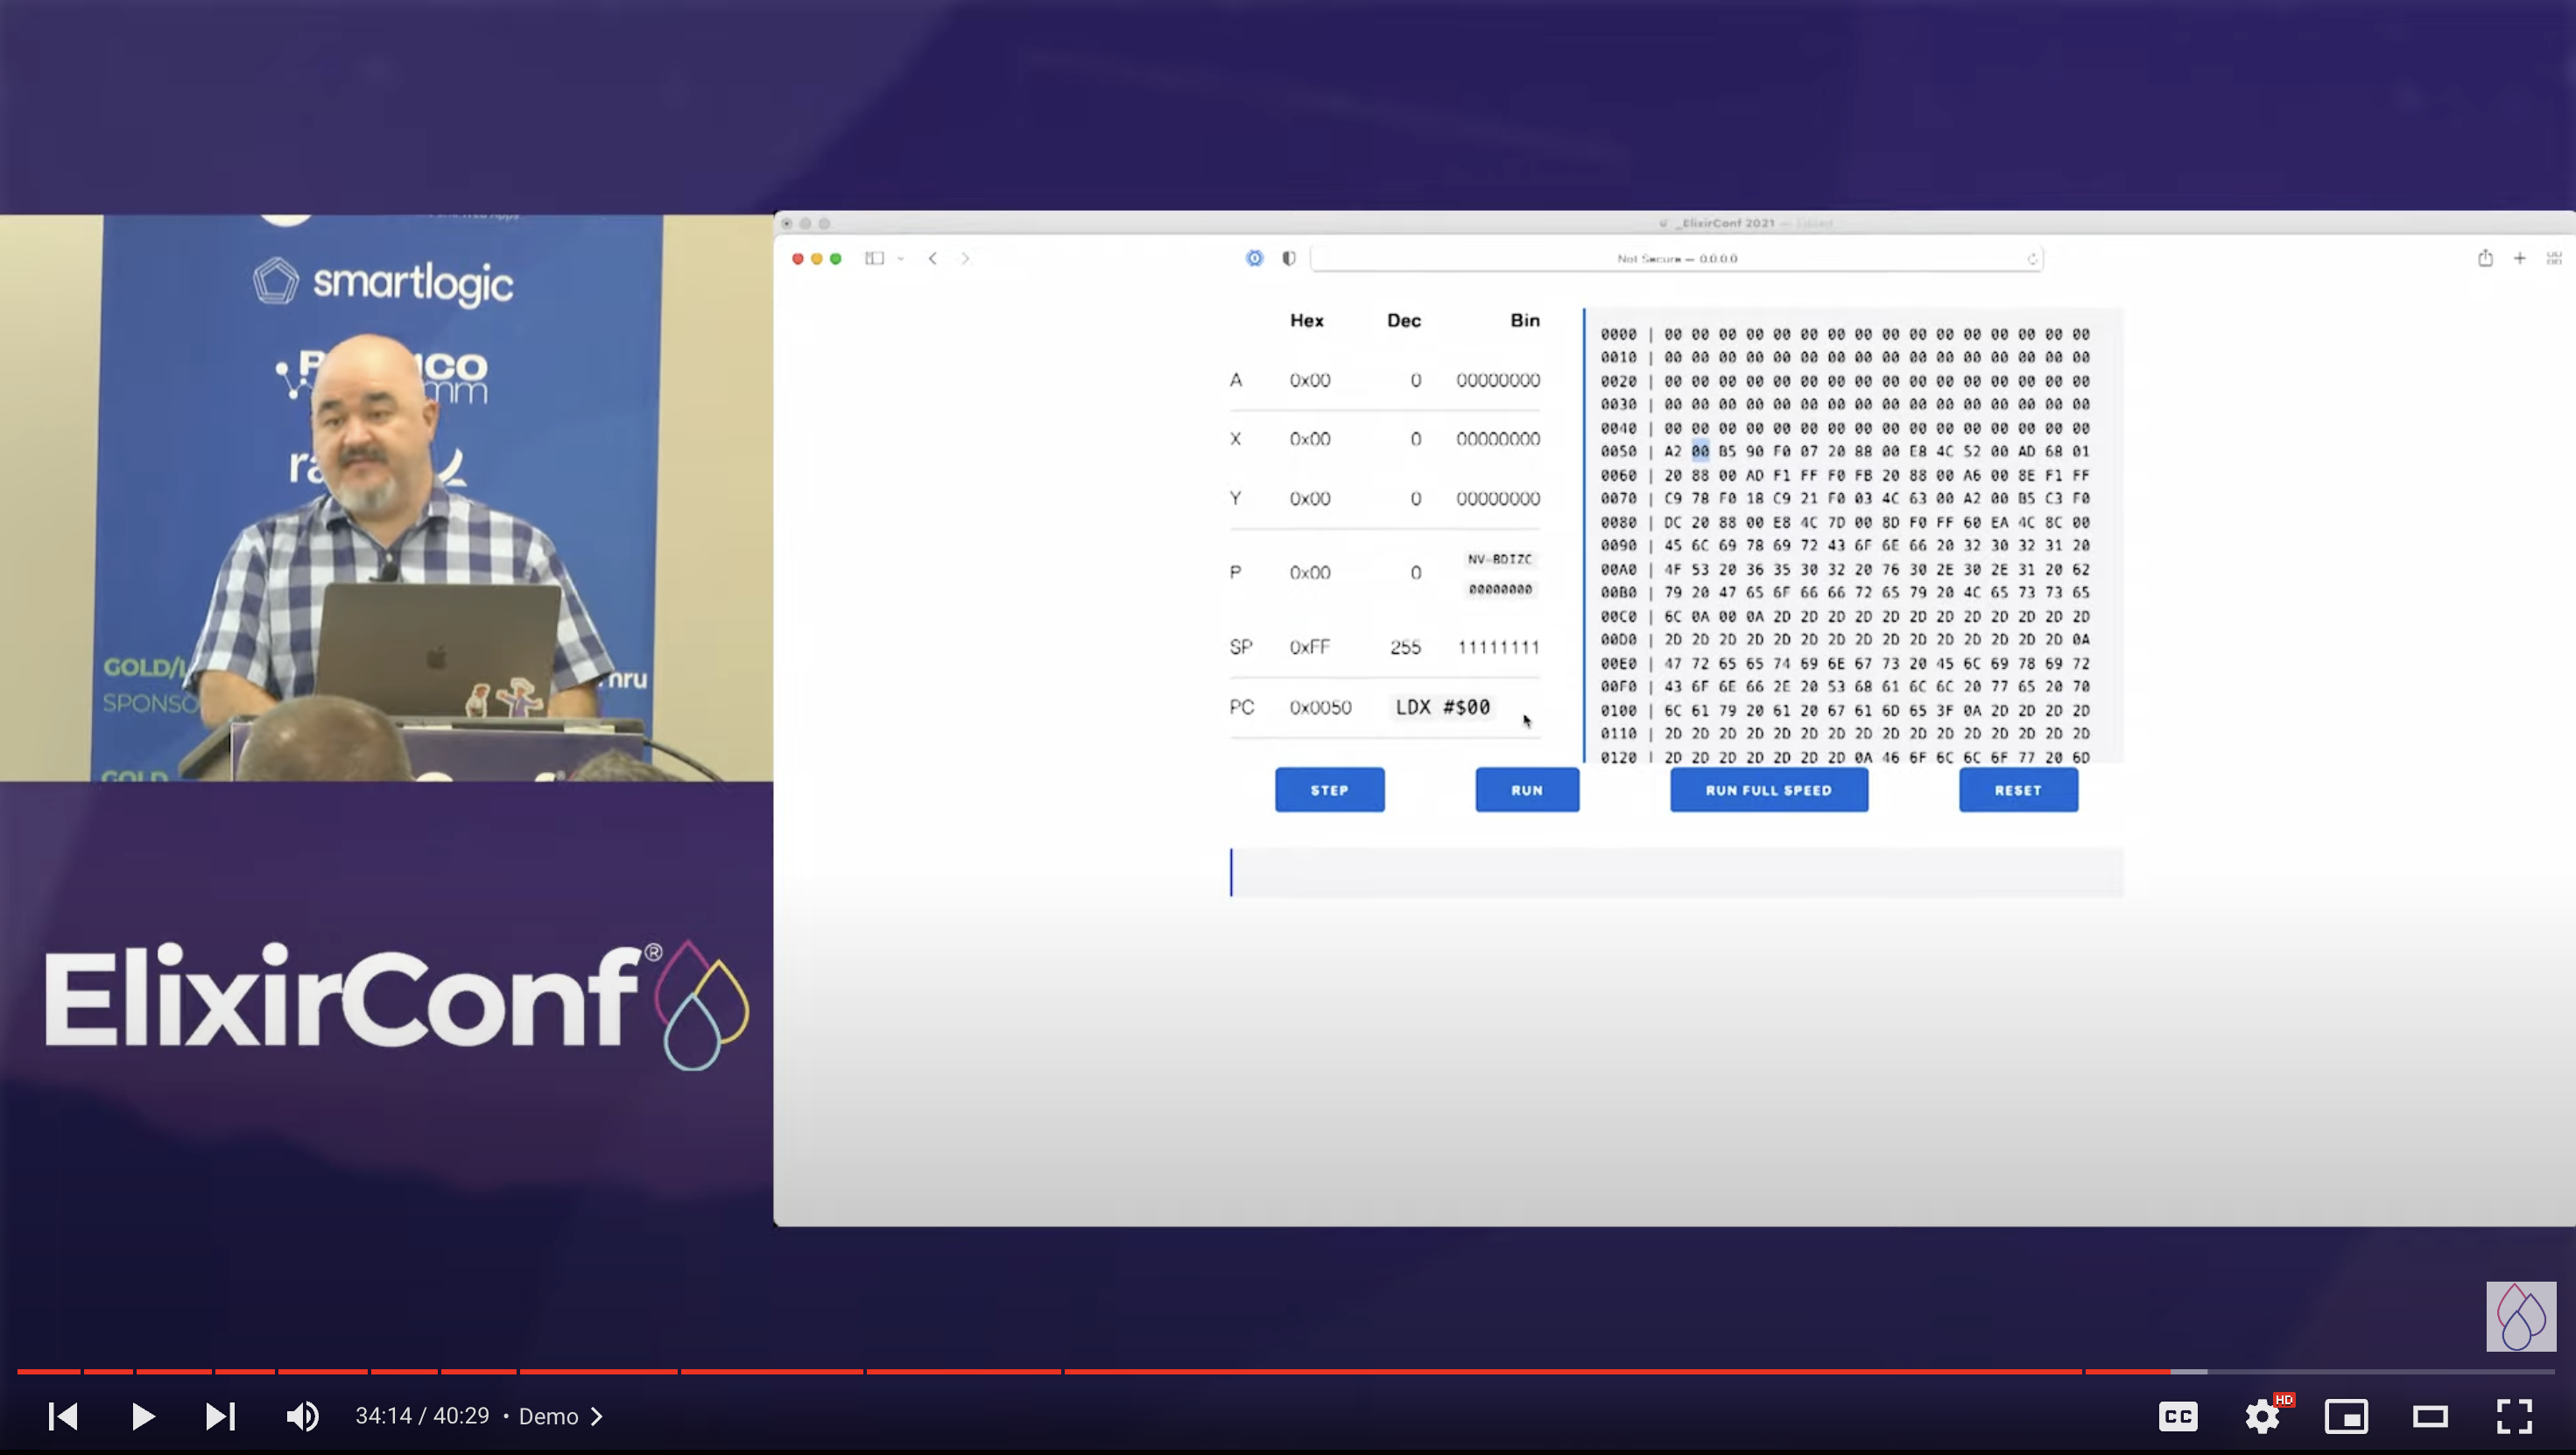 smartlogic
GOLD/
SPONSO
GOLD
ElixirConf®
_ElixirConf 2021 — Edited
Not Secure — 0.0.0.0
Hex Dec Bin
A 0x00 0 00000000
X 0x00 0 00000000
Y 0x00 0 00000000
P 0x00 0 NV-BDIZC
00000000
SP 0xFF 255 11111111
PC 0x0050 LDX #$00
0000 | 00 00 00 00 00 00 00 00 00 00 00 00 00 00 00 00
0010 | 00 00 00 00 00 00 00 00 00 00 00 00 00 00 00 00
0020 | 00 00 00 00 00 00 00 00 00 00 00 00 00 00 00 00
0030 | 00 00 00 00 00 00 00 00 00 00 00 00 00 00 00 00
0040 | 00 00 00 00 00 00 00 00 00 00 00 00 00 00 00 00
0050 | A2 00 B5 90 F0 07 20 88 00 E8 4C 52 00 AD 68 01
0060 | 20 88 00 AD F1 FF F0 FB 20 88 00 A6 00 8E F1 FF
0070 | C9 78 F0 18 C9 21 F0 03 4C 63 00 A2 00 B5 C3 F0
0080 | DC 20 88 00 E8 4C 7D 00 8D F0 FF 60 EA 4C 8C 00
0090 | 45 6C 69 78 69 72 43 6F 6E 66 20 32 30 32 31 20
00A0 | 4F 53 20 36 35 30 32 20 76 30 2E 30 2E 31 20 62
00B0 | 79 20 47 65 6F 66 66 72 65 79 20 4C 65 73 73 65
00C0 | 6C 0A 00 0A 2D 2D 2D 2D 2D 2D 2D 2D 2D 2D 2D 2D
00D0 | 2D 2D 2D 2D 2D 2D 2D 2D 2D 2D 2D 2D 2D 2D 2D 0A
00E0 | 47 72 65 65 74 69 6E 67 73 20 45 6C 69 78 69 72
00F0 | 43 6F 6E 66 2E 20 53 68 61 6C 6C 20 77 65 20 70
0100 | 6C 61 79 20 61 20 67 61 6D 65 3F 0A 2D 2D 2D 2D
0110 | 2D 2D 2D 2D 2D 2D 2D 2D 2D 2D 2D 2D 2D 2D 2D 2D
0120 | 2D 2D 2D 2D 2D 2D 2D 0A 46 6F 6C 6C 6F 77 20 6D
STEP RUN RUN FULL SPEED RESET
34:14 / 40:29 • Demo
CC
HD